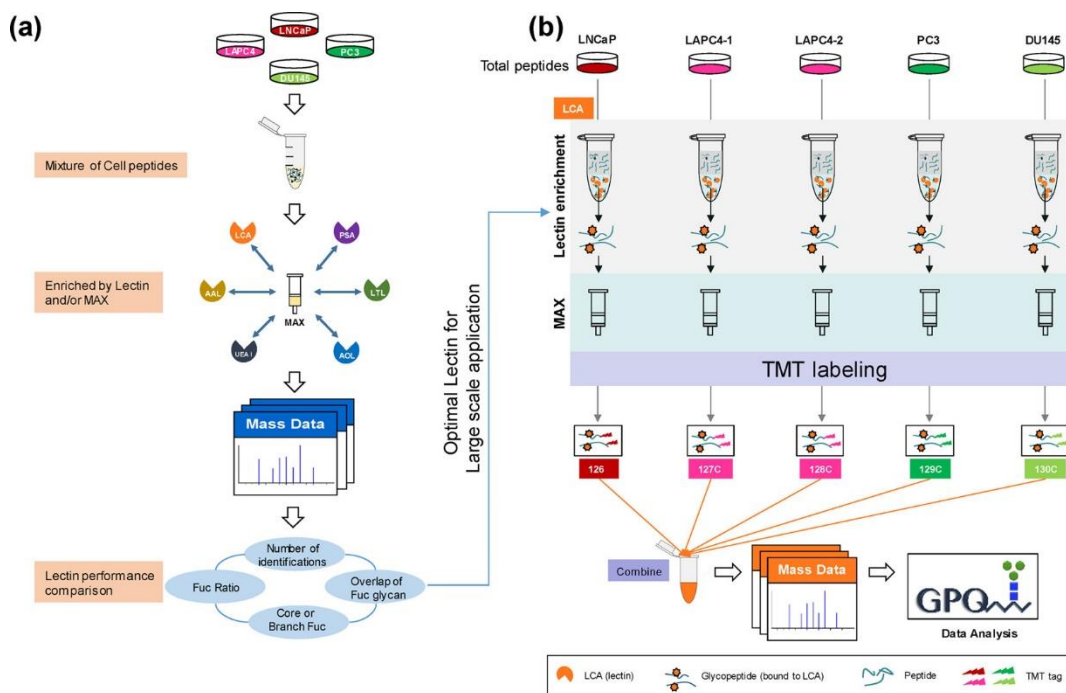 (a)
LNCaP
LAPC4
PC3
DU145
Mixture of Cell peptides
LCA
PSA
Enriched by Lectin
and/or MAX
AAL
LTL
MAX
UEA I
AOL
Mass Data
Number of
identifications
Lectin performance
comparison
Fuc Ratio
Overlap of
Fuc glycan
Core or
Branch Fuc
Optimal Lectin for
Large scale application
(b)
LNCaP
LAPC4-1
LAPC4-2
PC3
DU145
Total peptides
LCA
Lectin enrichment
MAX
TMT labeling
126
127C
128C
129C
130C
Combine
Mass Data
GPQ
Data Analysis
LCA (lectin)
Glycopeptide (bound to LCA)
Peptide
TMT tag